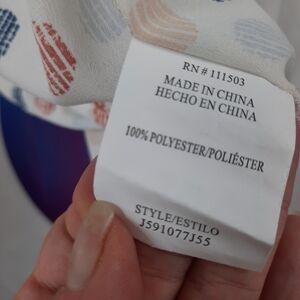 RN # 111503
MADE IN CHINA
HECHO EN CHINA
100% POLYESTER/POLIÉSTER
STYLE/ESTILO
J591077J55